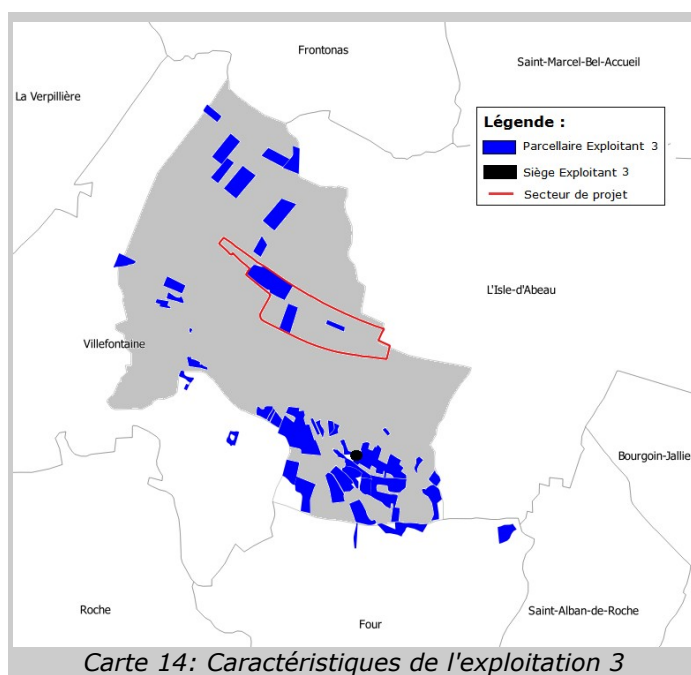 Frontonas
Saint-Marcel-Bel-Accueil
La Verpillière
Légende :
Parcellaire Exploitant 3
Siège Exploitant 3
Secteur de projet
L'Isle-d'Abeau
Villefontaine
Bourgoin-Jallie
Roche
Four
Saint-Alban-de-Roche
Carte 14: Caractéristiques de l'exploitation 3